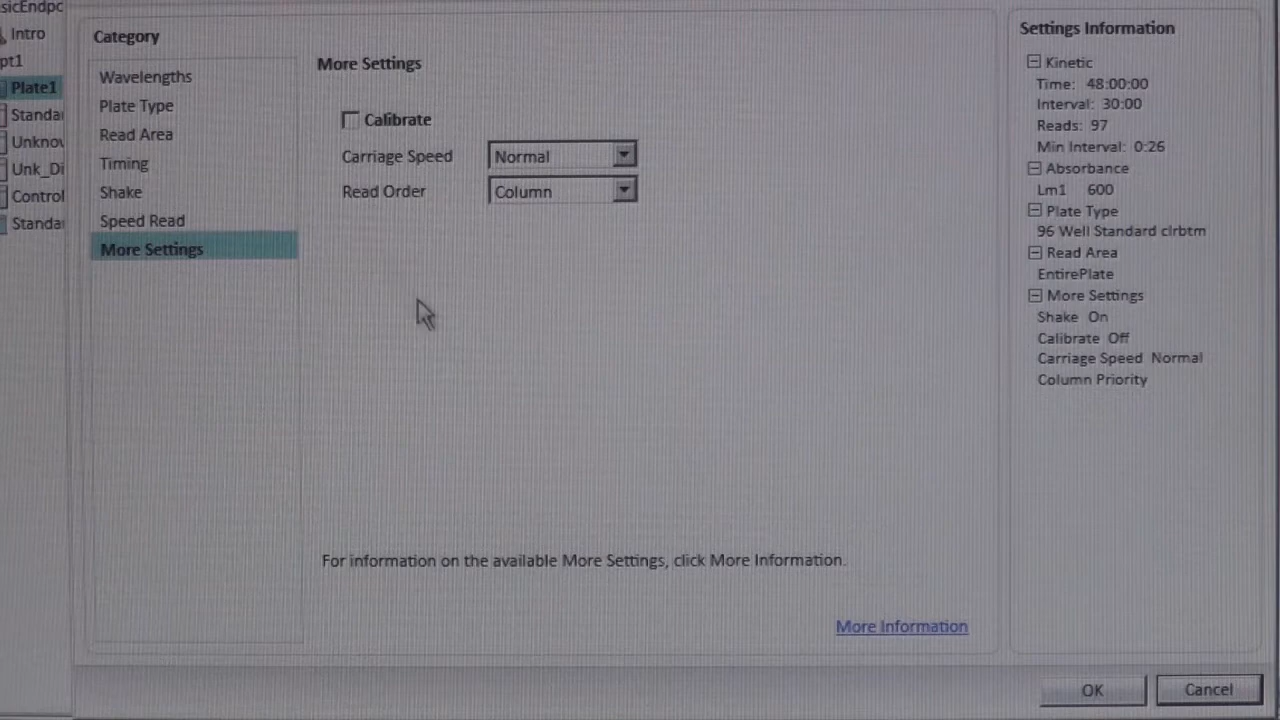 sicEndpc
Intro
pt1
Plate1
Standa
Unknov
Unk_Di
Control
Standa
Category
Wavelengths
Plate Type
Read Area
Timing
Shake
Speed Read
More Settings
More Settings
Calibrate
Carriage Speed Normal
Read Order Column
For information on the available More Settings, click More Information.
More Information
Settings Information
Kinetic
Time: 48:00:00
Interval: 30:00
Reads: 97
Min Interval: 0:26
Absorbance
Lm1 600
Plate Type
96 Well Standard clrbtm
Read Area
EntirePlate
More Settings
Shake On
Calibrate Off
Carriage Speed Normal
Column Priority
OK Cancel